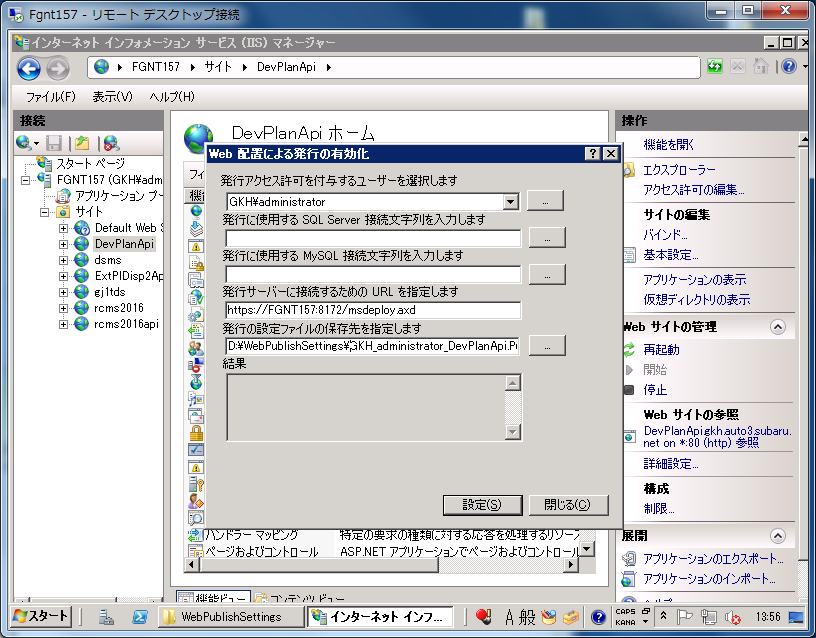 Fgnt157 - リモート デスクトップ接続
インターネット インフォメーション サービス (IIS) マネージャー
FGNT157 サイト DevPlanApi
ファイル(F) 表示(V) ヘルプ(H)
接続
スタート ページ
FGNT157 (GKH¥adm
アプリケーション プー
サイト
Default Web S
DevPlanApi
dsms
ExtPIDisp2Ap
gj1tds
rcms2016
rcms2016api
DevPlanApi ホーム
フィ
機能
Web 配置による発行の有効化
発行アクセス許可を付与するユーザーを選択します
GKH¥administrator
...
発行に使用する SQL Server 接続文字列を入力します
...
発行に使用する MySQL 接続文字列を入力します
...
発行サーバーに接続するための URL を指定します
https://FGNT157:8172/msdeploy.axd
発行の設定ファイルの保存先を指定します
D:¥WebPublishSettings¥GKH_administrator_DevPlanApi.Pu
...
結果
設定(S) 閉じる(C)
ハンドラー マッピング 特定の要求の種類に対する応答を処理するリソース
ページおよびコントロール ASP.NET アプリケーションでページおよびコントロール
機能ビュー コンテンツ ビュー
操作
機能を開く
エクスプローラー
アクセス許可の編集...
サイトの編集
バインド...
基本設定...
アプリケーションの表示
仮想ディレクトリの表示
Web サイトの管理
再起動
開始
停止
Web サイトの参照
DevPlanApi.gkh.auto3.subaru.
net on *:80 (http) 参照
詳細設定...
構成
制限...
展開
アプリケーションのエクスポート...
アプリケーションのインポート...
ヘルプ
スタート WebPublishSettings インターネット インフ... A 般 CAPS KANA 13:56